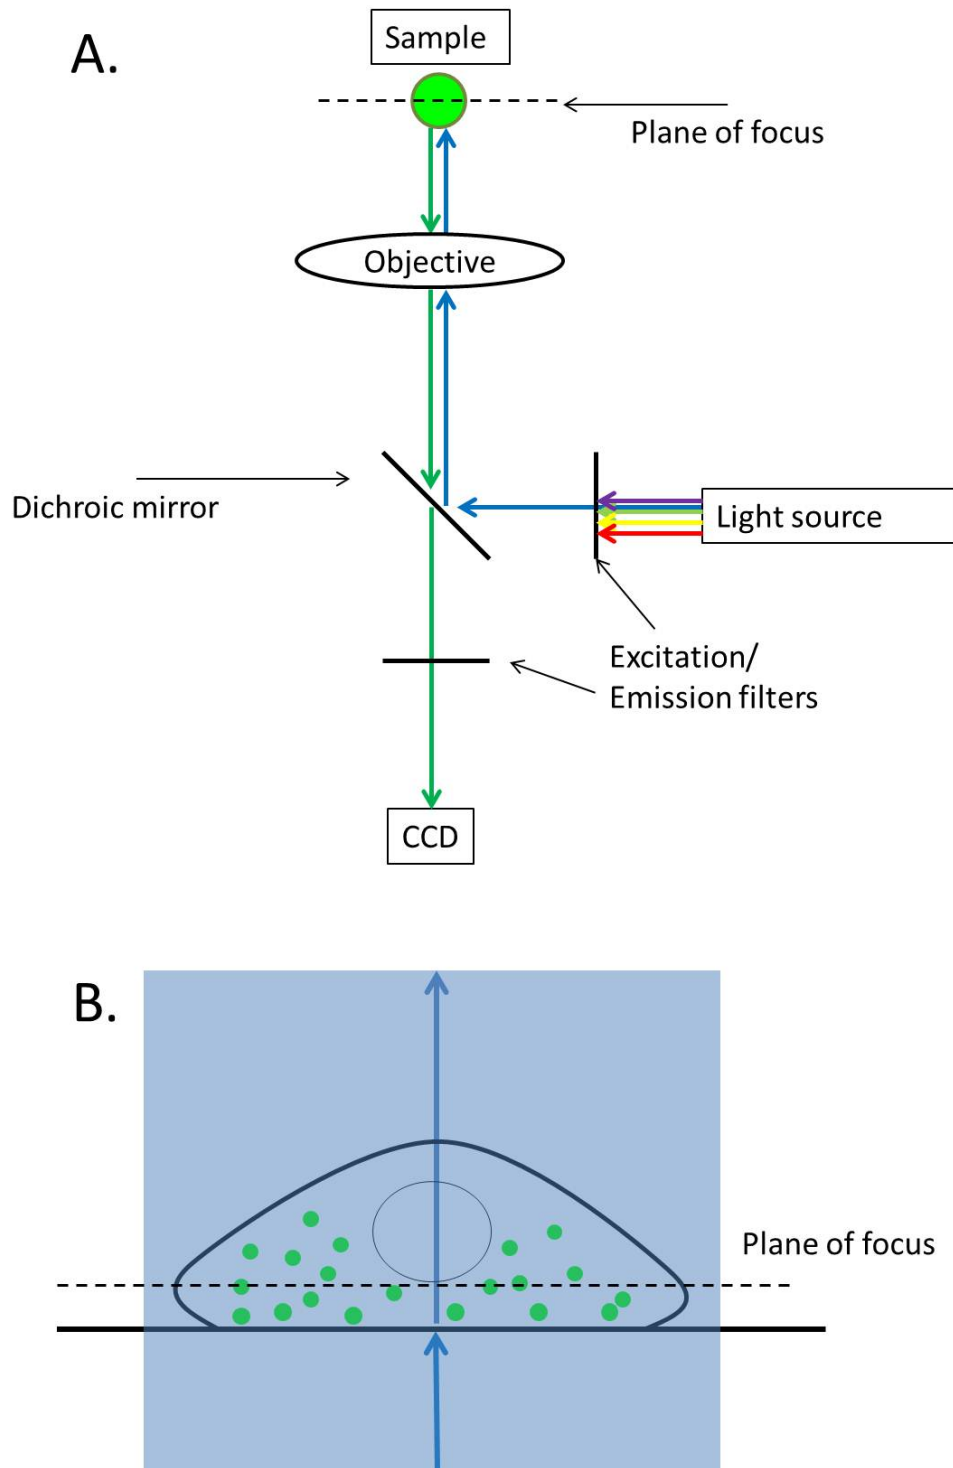 A.
Sample
Plane of focus
Objective
Dichroic mirror
Light source
Excitation/
Emission filters
CCD
B.
Plane of focus